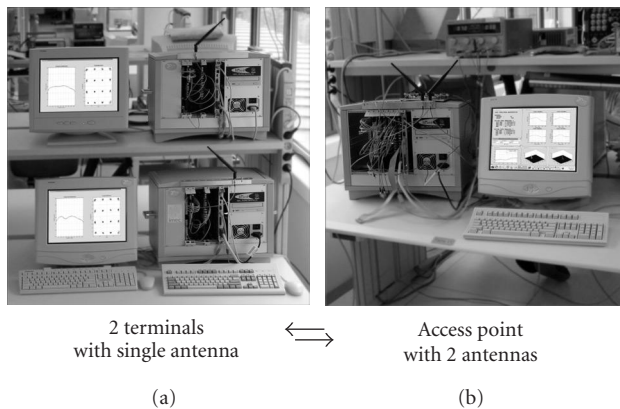 2 terminals
with single antenna
Access point
with 2 antennas
(a)
(b)